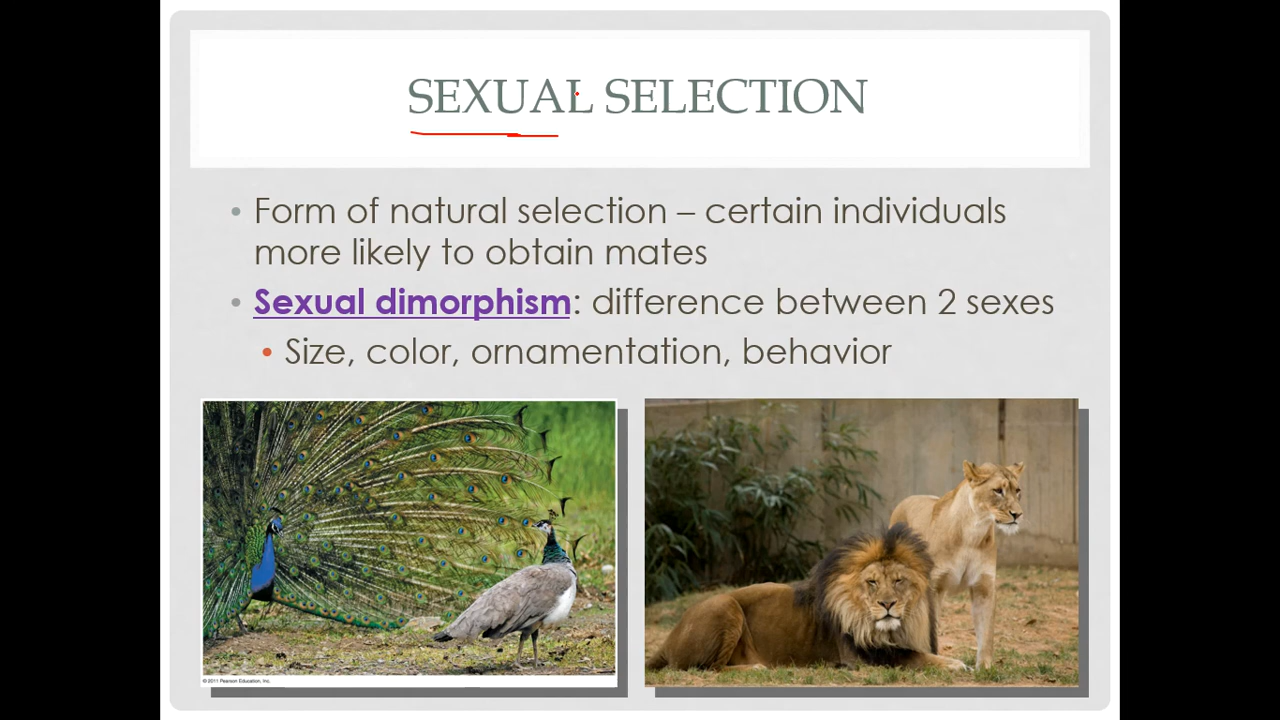 SEXUAL SELECTION
• Form of natural selection – certain individuals
more likely to obtain mates
• Sexual dimorphism: difference between 2 sexes
• Size, color, ornamentation, behavior
© 2011 Pearson Education, Inc.